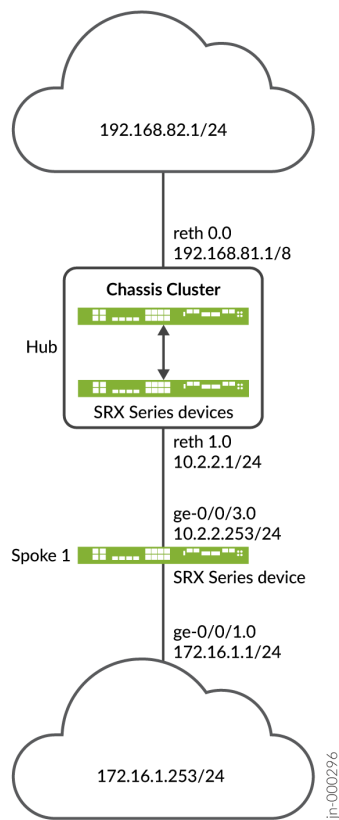 192.168.82.1/24
reth 0.0
192.168.81.1/8
Chassis Cluster
Hub
SRX Series devices
reth 1.0
10.2.2.1/24
ge-0/0/3.0
10.2.2.253/24
Spoke 1
SRX Series device
ge-0/0/1.0
172.16.1.1/24
172.16.1.253/24
jn-000296